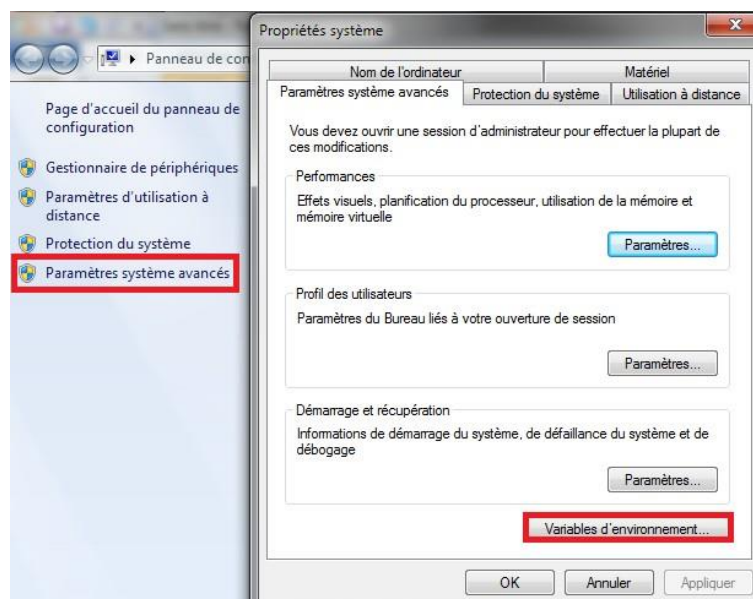 Panneau de con
Page d'accueil du panneau de
configuration
Gestionnaire de périphériques
Paramètres d'utilisation à
distance
Protection du système
Paramètres système avancés
Propriétés système
Nom de l'ordinateur
Matériel
Paramètres système avancés
Protection du système
Utilisation à distance
Vous devez ouvrir une session d'administrateur pour effectuer la plupart de
ces modifications.
Performances
Effets visuels, planification du processeur, utilisation de la mémoire et
mémoire virtuelle
Paramètres...
Profil des utilisateurs
Paramètres du Bureau liés à votre ouverture de session
Paramètres...
Démarrage et récupération
Informations de démarrage du système, de défaillance du système et de
débogage
Paramètres...
Variables d'environnement...
OK
Annuler
Appliquer